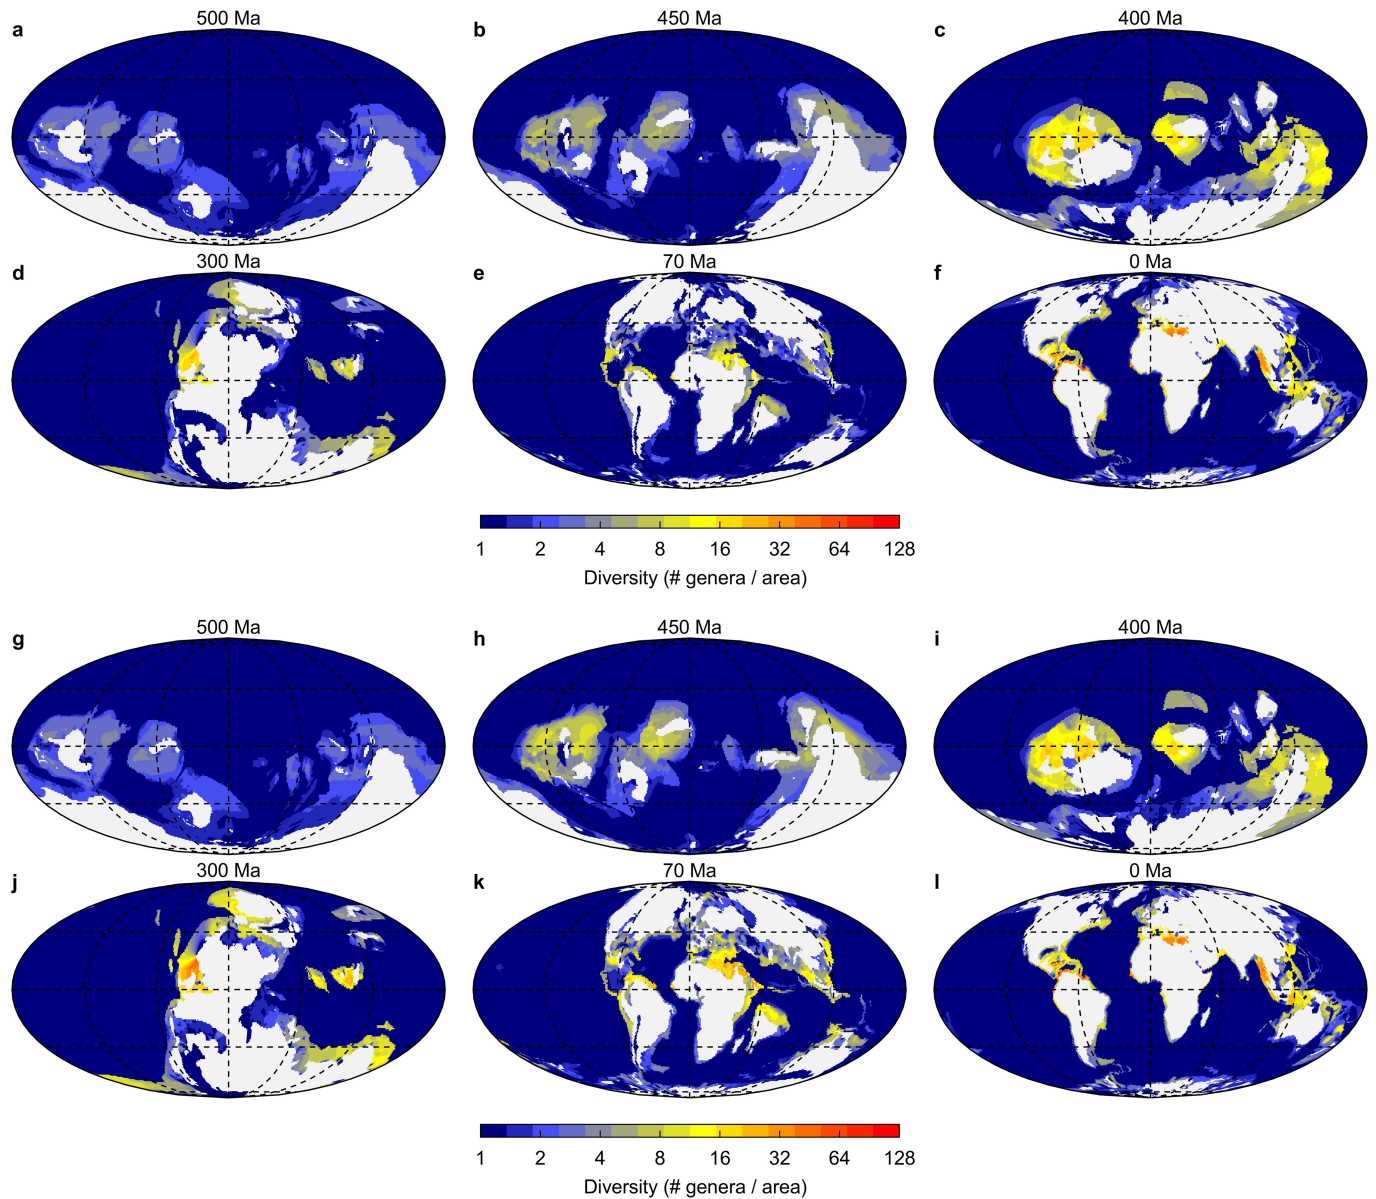 a 500 Ma b 450 Ma c 400 Ma
d 300 Ma e 70 Ma f 0 Ma
1 2 4 8 16 32 64 128
Diversity (# genera / area)
g 500 Ma h 450 Ma i 400 Ma
j 300 Ma k 70 Ma l 0 Ma
1 2 4 8 16 32 64 128
Diversity (# genera / area)